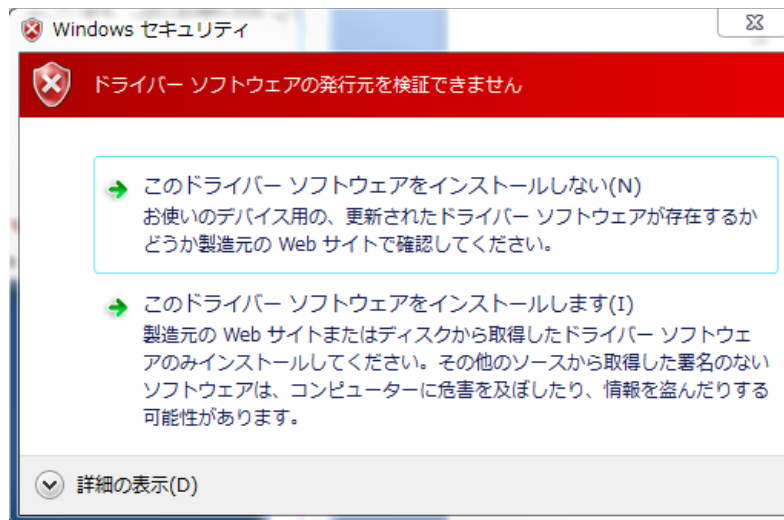 Windows セキュリティ
ドライバー ソフトウェアの発行元を検証できません
このドライバー ソフトウェアをインストールしない(N)
お使いのデバイス用の、更新されたドライバー ソフトウェアが存在するか
どうか製造元の Web サイトで確認してください。
このドライバー ソフトウェアをインストールします(I)
製造元の Web サイトまたはディスクから取得したドライバー ソフトウェ
アのみインストールしてください。その他のソースから取得した署名のない
ソフトウェアは、コンピューターに危害を及ぼしたり、情報を盗んだりする
可能性があります。
詳細の表示(D)